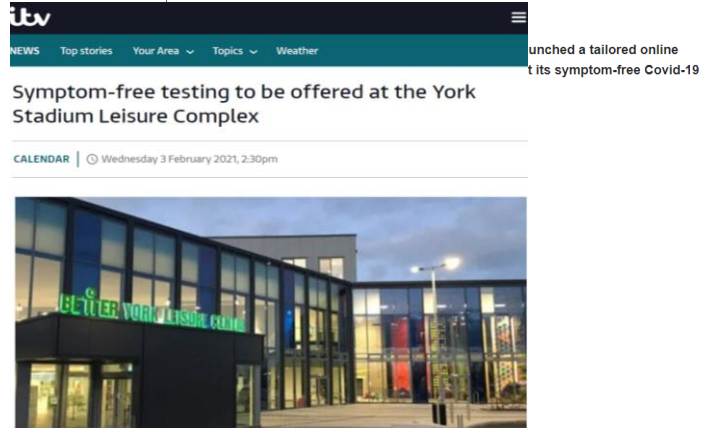 itv
NEWS Top stories Your Area Topics Weather
unched a tailored online
t its symptom-free Covid-19
Symptom-free testing to be offered at the York
Stadium Leisure Complex
CALENDAR Wednesday 3 February 2021, 2:30pm
BETTER YORK LEISURE CENTRE